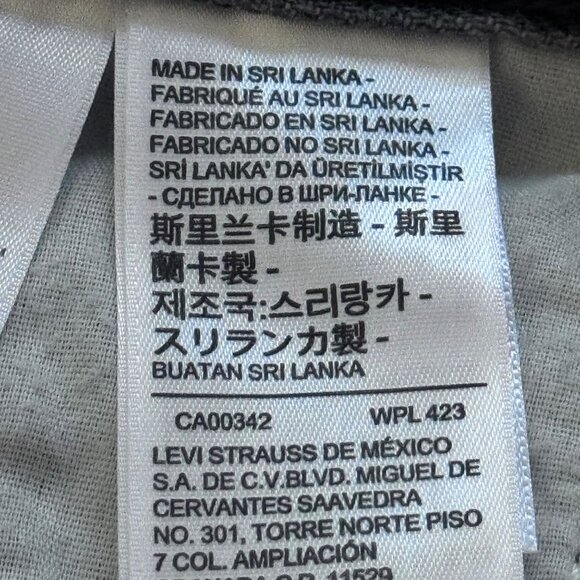 MADE IN SRI LANKA -
FABRIQUÉ AU SRI LANKA -
FABRICADO EN SRI LANKA -
FABRICADO NO SRI LANKA -
SRİ LANKA' DA ÜRETİLMİŞTİR
- СДЕЛАНО В ШРИ-ЛАНКЕ -
斯里兰卡制造 - 斯里
蘭卡製 -
제조국:스리랑카 -
スリランカ製 -
BUATAN SRI LANKA
CA00342 WPL 423
LEVI STRAUSS DE MÉXICO
S.A. DE C.V.BLVD. MIGUEL DE
CERVANTES SAAVEDRA
NO. 301, TORRE NORTE PISO
7 COL. AMPLIACIÓN
C.P. 11529